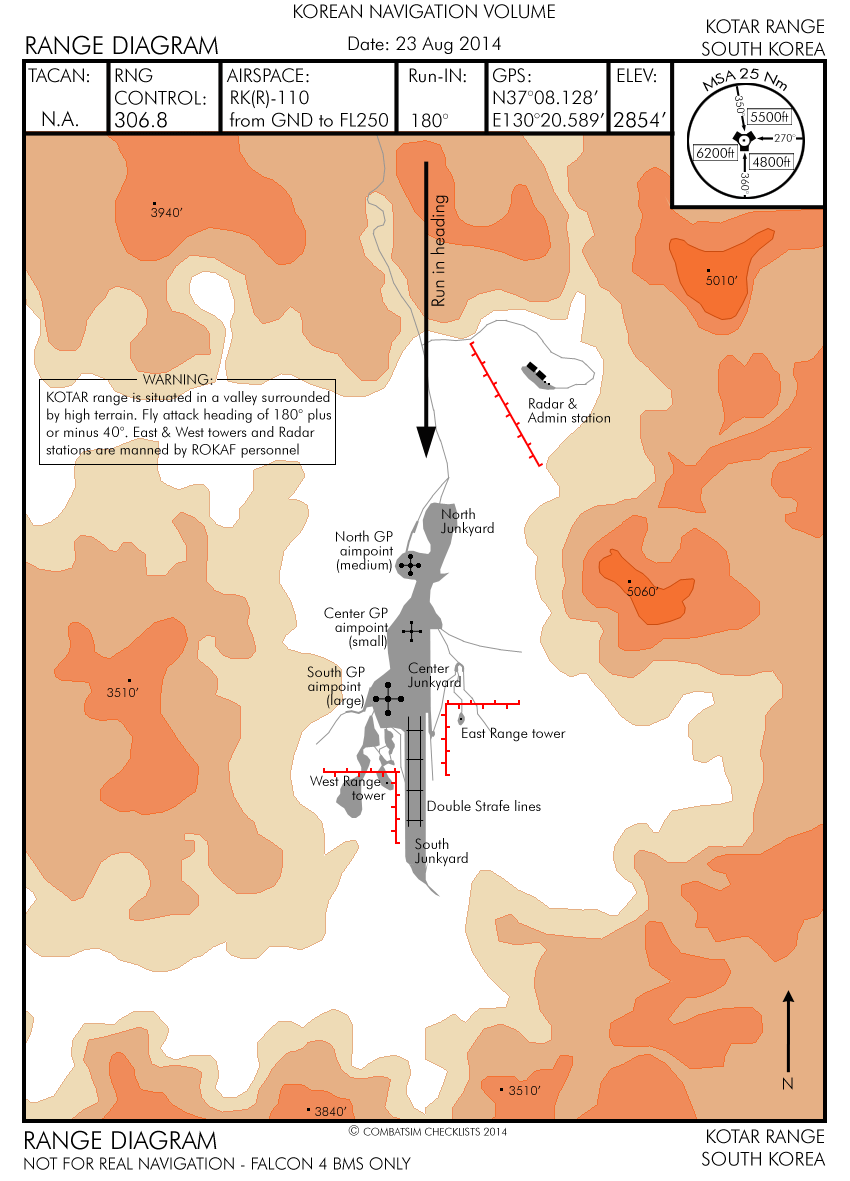 KOREAN NAVIGATION VOLUME
RANGE DIAGRAM
Date: 23 Aug 2014
KOTAR RANGE
SOUTH KOREA
TACAN:
N.A.
RNG
CONTROL:
306.8
AIRSPACE:
RK(R)-110
from GND to FL250
Run-IN:
180°
GPS:
N37°08.128'
E130°20.589'
ELEV:
2854'
MSA 25 Nm
350°
5500ft
270°
6200ft
4800ft
360°
3940'
Run in heading
5010'
WARNING:
KOTAR range is situated in a valley surrounded
by high terrain. Fly attack heading of 180° plus
or minus 40°. East & West towers and Radar
stations are manned by ROKAF personnel
Radar &
Admin station
North
Junkyard
North GP
aimpoint
(medium)
5060'
Center GP
aimpoint
(small)
Center
Junkyard
South GP
aimpoint
(large)
3510'
East Range tower
West Range
tower
Double Strafe lines
South
Junkyard
N
3510'
3840'
© COMBATSIM CHECKLISTS 2014
RANGE DIAGRAM
NOT FOR REAL NAVIGATION - FALCON 4 BMS ONLY
KOTAR RANGE
SOUTH KOREA